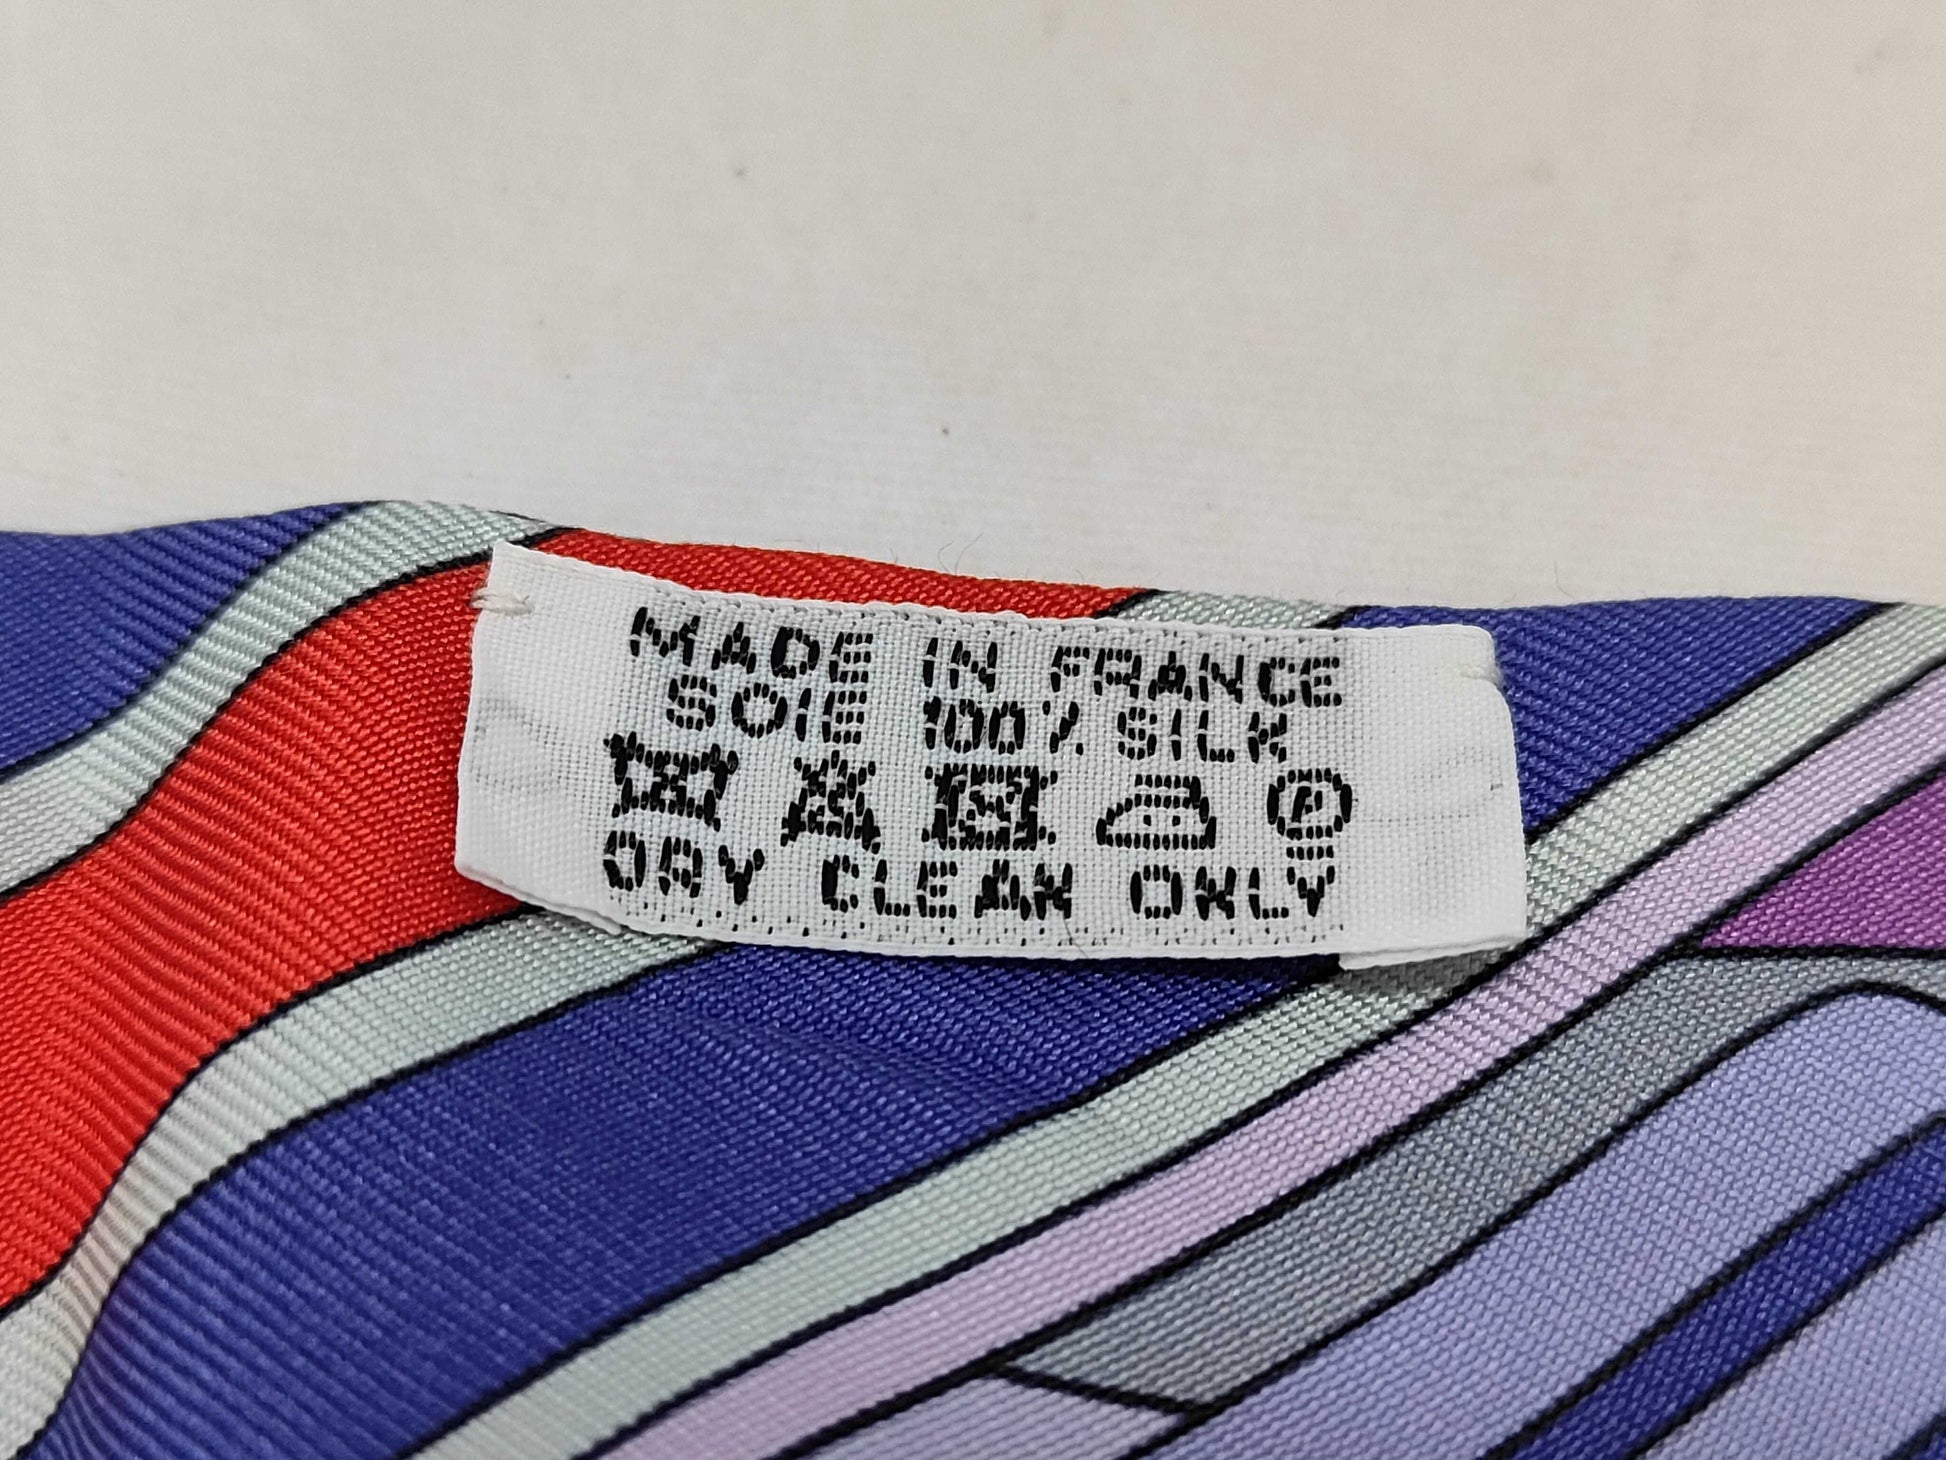 MADE IN FRANCE
SOIE 100% SILK
P
DRY CLEAN ONLY